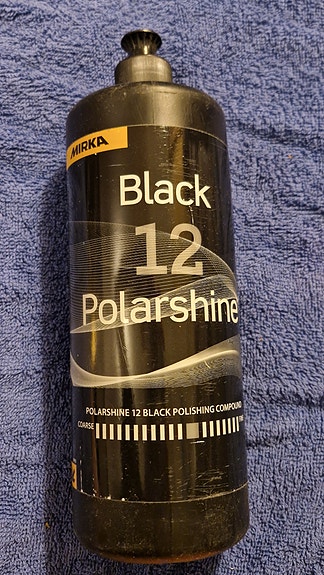 MIRKA
Black
12
Polarshine
POLARSHINE 12 BLACK POLISHING COMPOUND
COARSE